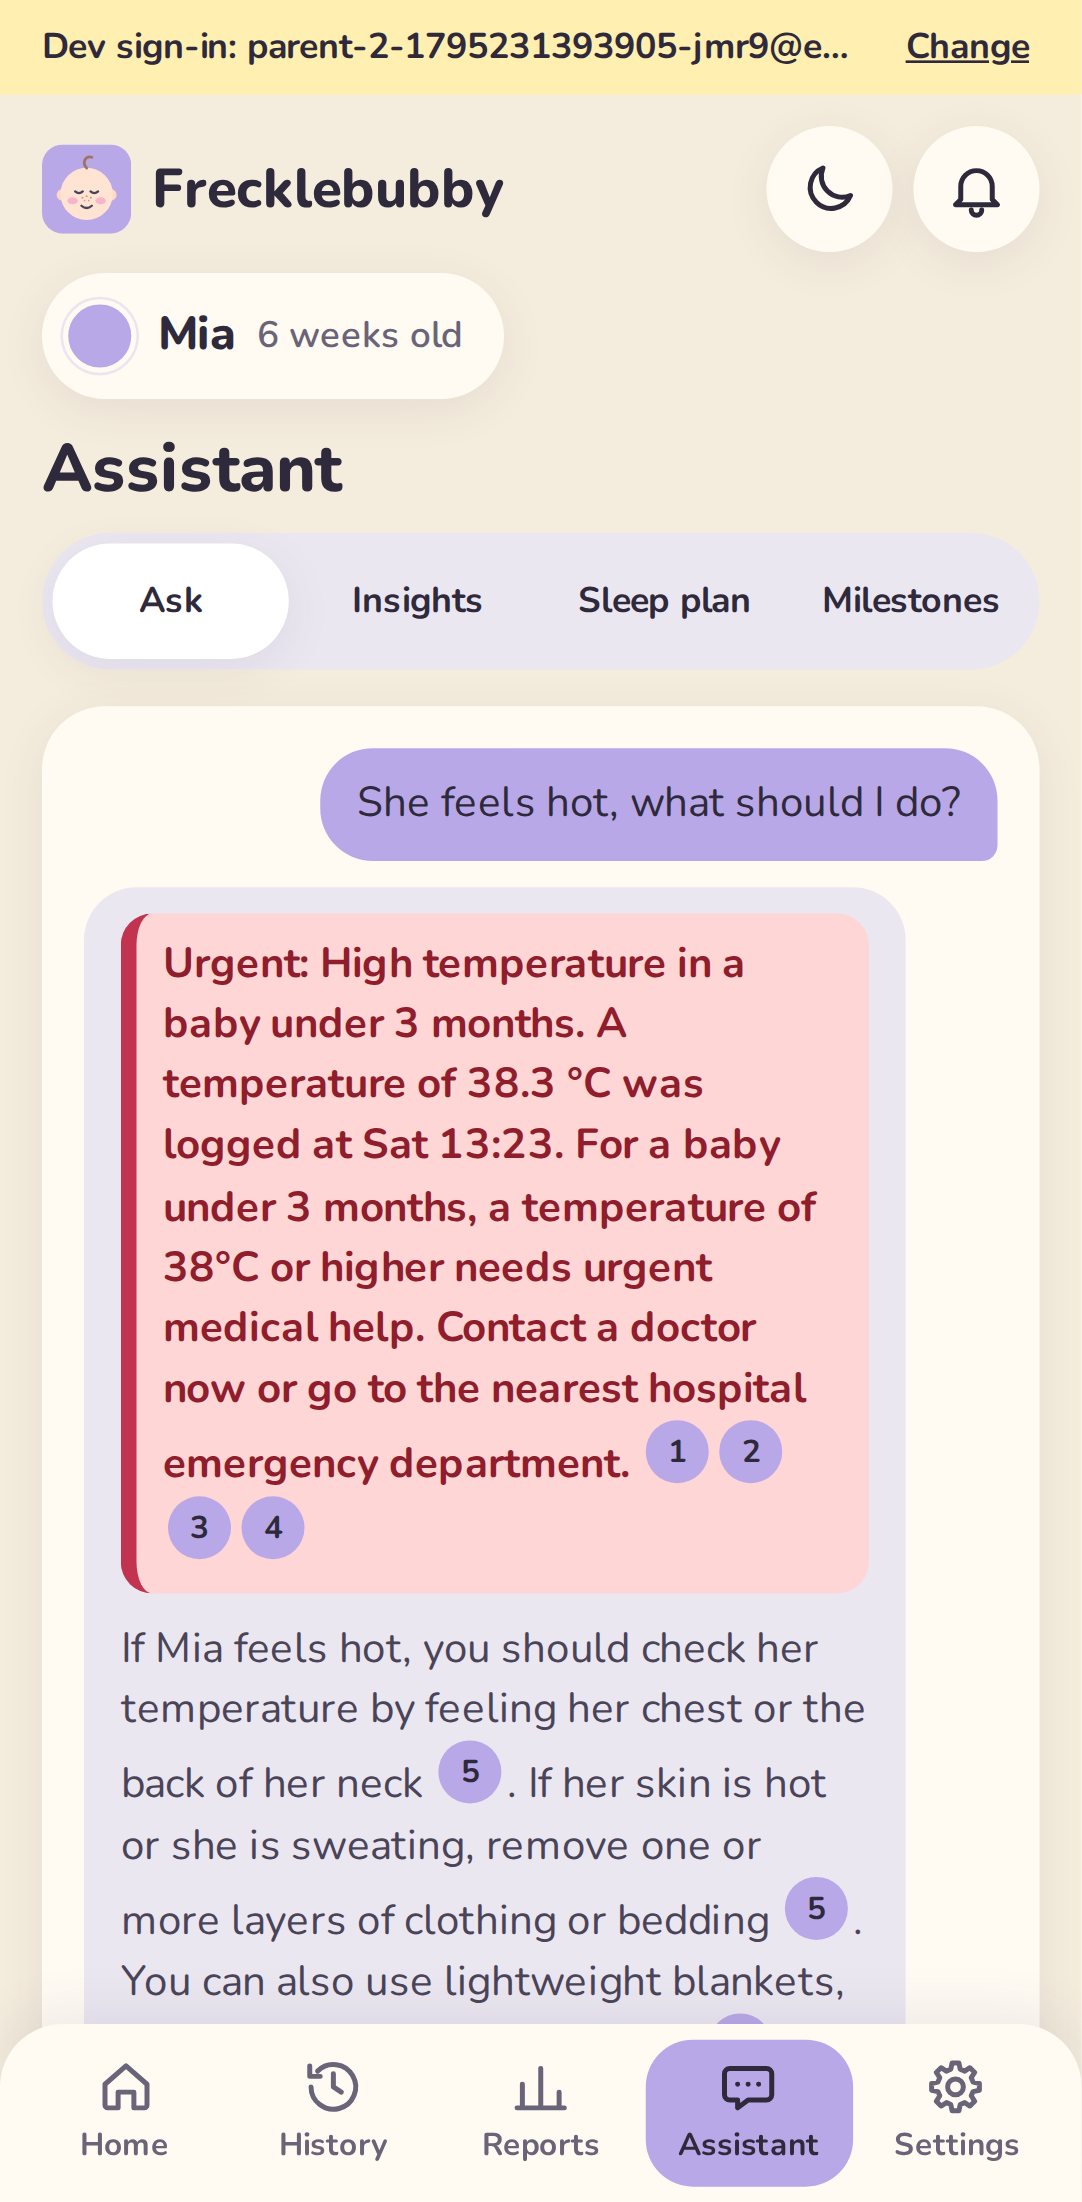 Dev sign-in: parent-2-1795231393905-jmr9@e... Change
Frecklebubby
Mia 6 weeks old
Assistant
Ask Insights Sleep plan Milestones
She feels hot, what should I do?
Urgent: High temperature in a
baby under 3 months. A
temperature of 38.3 °C was
logged at Sat 13:23. For a baby
under 3 months, a temperature of
38°C or higher needs urgent
medical help. Contact a doctor
now or go to the nearest hospital
emergency department. 1 2
3 4
If Mia feels hot, you should check her
temperature by feeling her chest or the
back of her neck 5 . If her skin is hot
or she is sweating, remove one or
more layers of clothing or bedding 5 .
You can also use lightweight blankets,
Home History Reports Assistant Settings